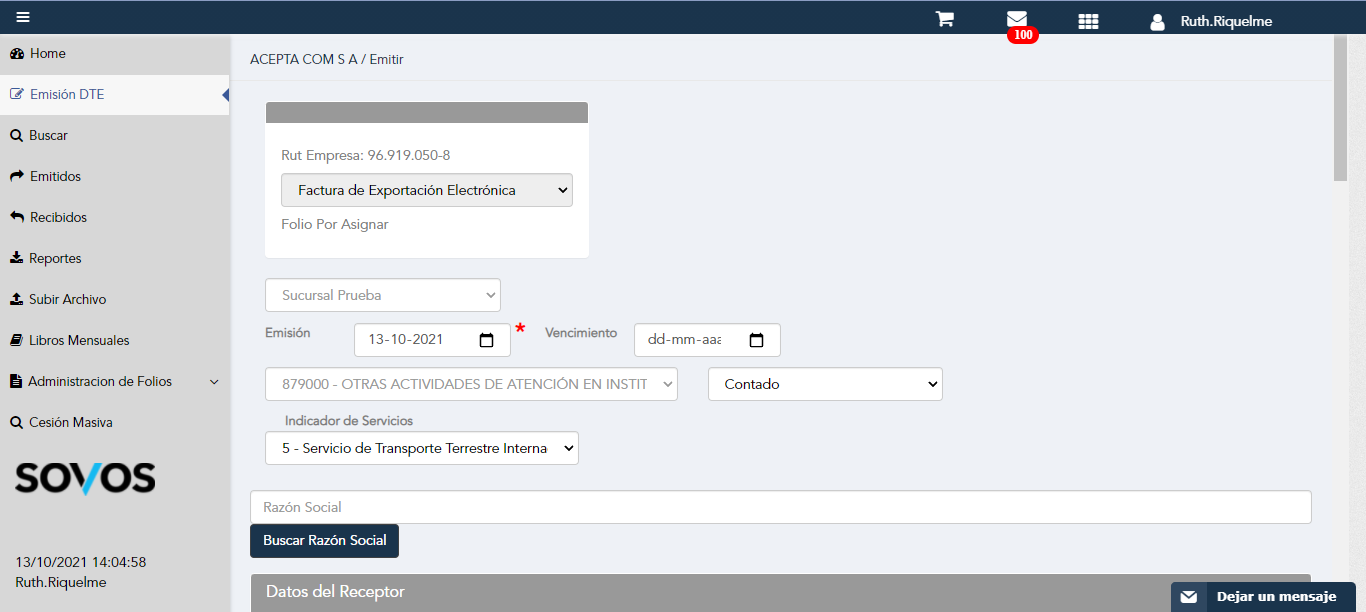 100
Ruth.Riquelme
Home
Emisión DTE
Buscar
Emitidos
Recibidos
Reportes
Subir Archivo
Libros Mensuales
Administracion de Folios
Cesión Masiva
SOVOS
13/10/2021 14:04:58
Ruth.Riquelme
ACEPTA COM S A / Emitir
Rut Empresa: 96.919.050-8
Factura de Exportación Electrónica
Folio Por Asignar
Sucursal Prueba
Emisión 13-10-2021 * Vencimiento dd-mm-aaa
879000 - OTRAS ACTIVIDADES DE ATENCIÓN EN INSTIT Contado
Indicador de Servicios
5 - Servicio de Transporte Terrestre Interna
Razón Social
Buscar Razón Social
Datos del Receptor
Dejar un mensaje